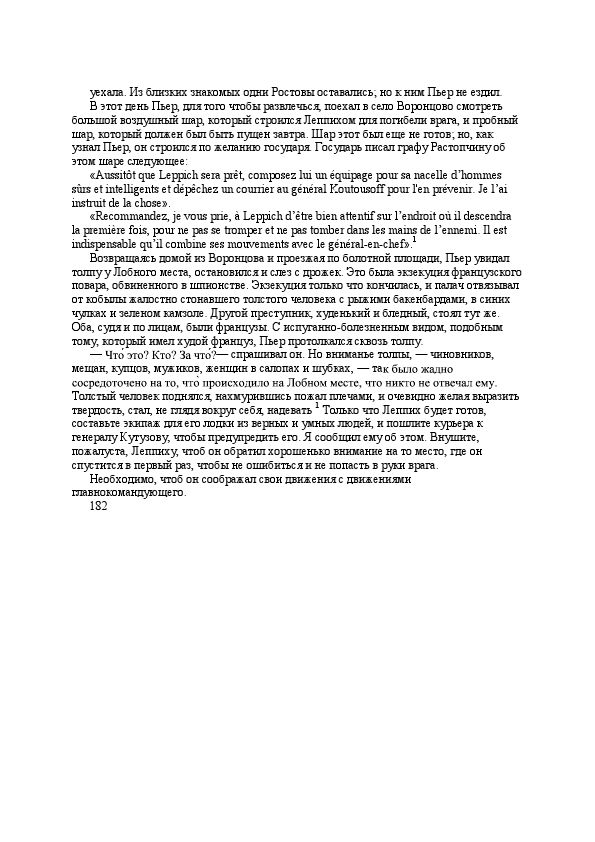 уехала. Из близких знакомых одни Ростовы оставались; но к ним Пьер не ездил.
В этот день Пьер, для того чтобы развлечься, поехал в село Воронцово смотреть
большой воздушный шар, который строился Леппихом для погибели врага, и пробный
шар, который должен был быть пущен завтра. Шар этот был еще не готов; но, как
узнал Пьер, он строился по желанию государя. Государь писал графу Растопчину об
этом шаре следующее:
«Aussitôt que Leppich sera prêt, composez lui un équipage pour sa nacelle d’hommes
sûrs et intelligents et dépêchez un courrier au général Koutousoff pour l'en prévenir. Je l’ai
instruit de la chose».
«Recommandez, je vous prie, à Leppich d’être bien attentif sur l’endroit où il descendra
la première fois, pour ne pas se tromper et ne pas tomber dans les mains de l’ennemi. Il est
indispensable qu’il combine ses mouvements avec le général-en-chef».1
Возвращаясь домой из Воронцова и проезжая по болотной площади, Пьер увидал
толпу у Лобного места, остановился и слез с дрожек. Это была экзекуция французского
повара, обвиненного в шпионстве. Экзекуция только что кончилась, и палач отвязывал
от кобылы жалостно стонавшего толстого человека с рыжими бакенбардами, в синих
чулках и зеленом камзоле. Другой преступник, худенький и бледный, стоял тут же.
Оба, судя и по лицам, были французы. С испуганно-болезненным видом, подобным
тому, который имел худой француз, Пьер протолкался сквозь толпу.
— Что́ это? Кто? За что́?— спрашивал он. Но вниманье толпы, — чиновников,
мещан, купцов, мужиков, женщин в салопах и шубках, — так было жадно
сосредоточено на то, что̀ происходило на Лобном месте, что никто не отвечал ему.
Толстый человек поднялся, нахмурившись пожал плечами, и очевидно желая выразить
твердость, стал, не глядя вокруг себя, надевать 1 Только что Леппих будет готов,
составьте экипаж для его лодки из верных и умных людей, и пошлите курьера к
генералу Кутузову, чтобы предупредить его. Я сообщил ему об этом. Внушите,
пожалуста, Леппиху, чтоб он обратил хорошенько внимание на то место, где он
спустится в первый раз, чтобы не ошибиться и не попасть в руки врага.
Необходимо, чтоб он соображал свои движения с движениями
главнокомандующего.
182